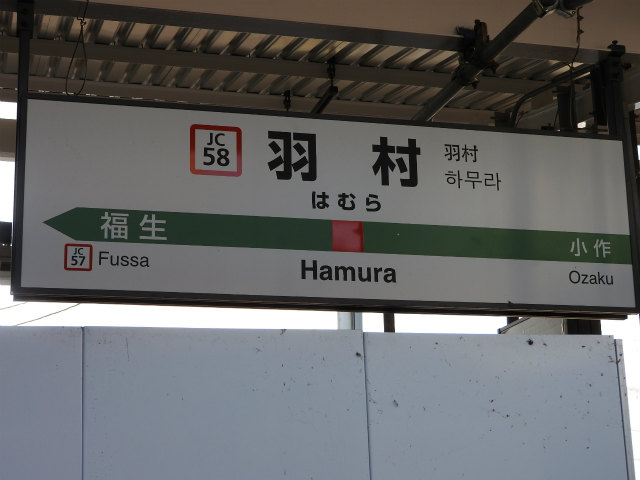 JC 58 羽村 羽村
하무라
はむら
福生 小作
JC 57 Fussa Hamura Ozaku